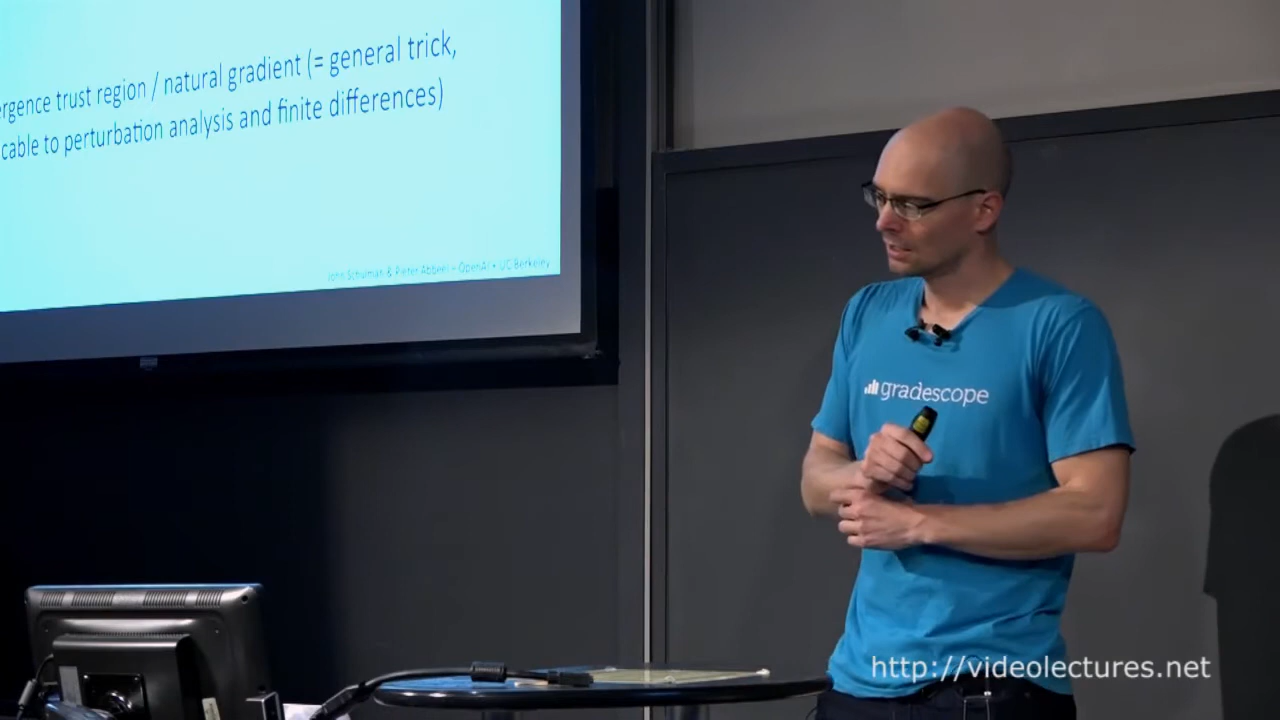 ergence trust region / natural gradient (= general trick,
cable to perturbation analysis and finite differences)
John Schulman & Pieter Abbeel – OpenAI + UC Berkeley
gradescope
http://videolectures.net